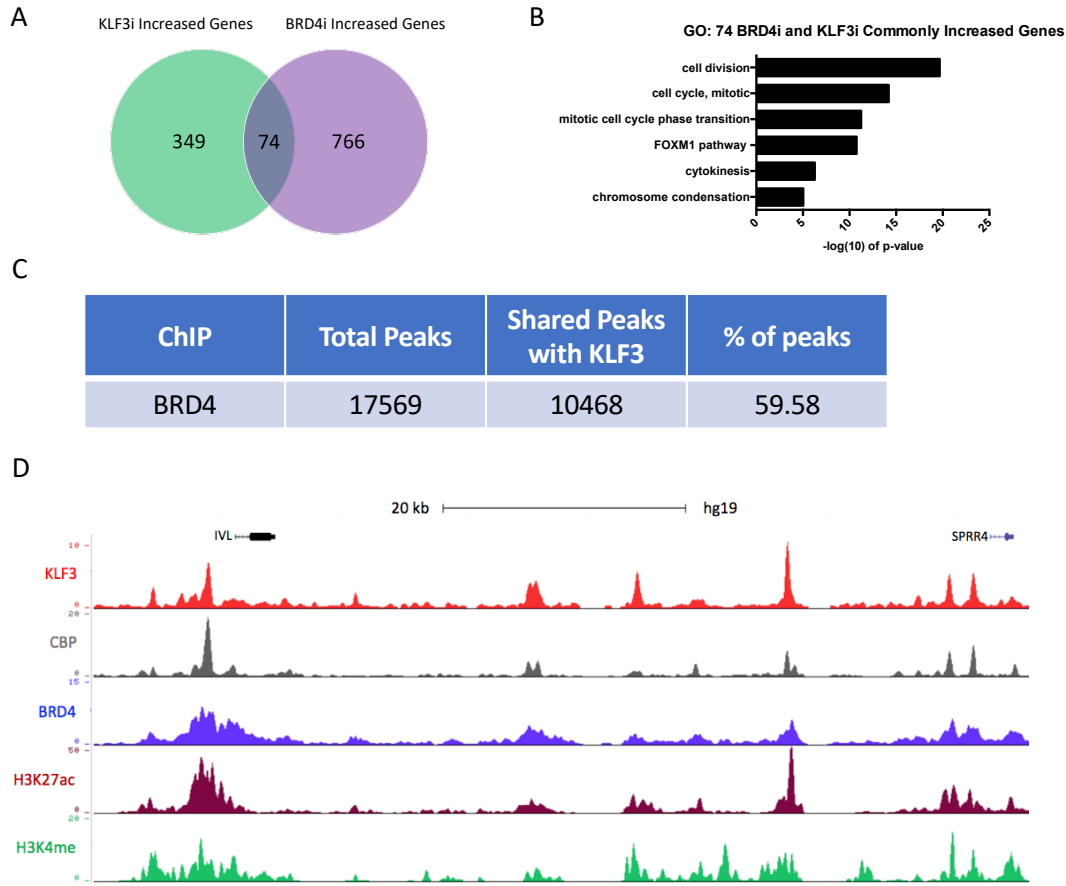 A
KLF3i Increased Genes
BRD4i Increased Genes
349
74
766
B
GO: 74 BRD4i and KLF3i Commonly Increased Genes
cell division
cell cycle, mitotic
mitotic cell cycle phase transition
FOXM1 pathway
cytokinesis
chromosome condensation
0 5 10 15 20 25
-log(10) of p-value
C
ChIP
Total Peaks
Shared Peaks
with KLF3
% of peaks
BRD4
17569
10468
59.58
D
20 kb
hg19
IVL
SPRR4
10
KLF3
0
20
CBP
0
15
BRD4
0
50
H3K27ac
0
20
H3K4me
0